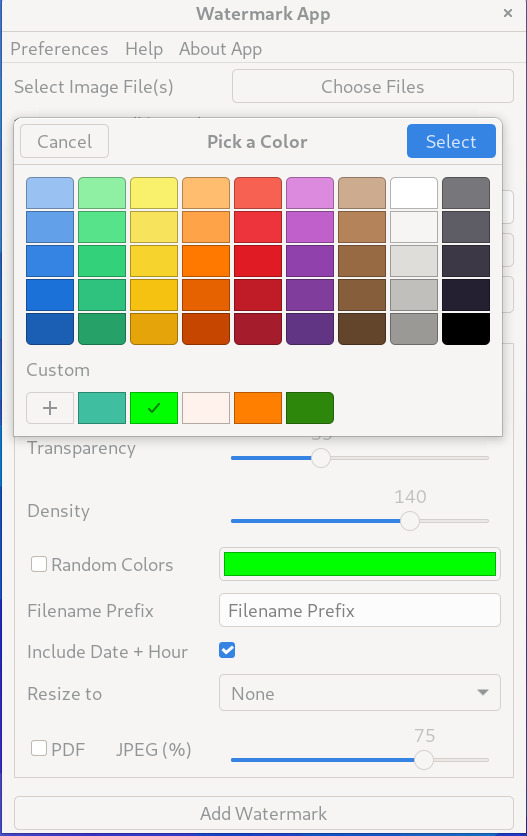 Watermark App ×
Preferences Help About App
Select Image File(s) Choose Files
Cancel Pick a Color Select
Custom
+
Transparency
140
Density
Random Colors
Filename Prefix Filename Prefix
Include Date + Hour
Resize to None
75
PDF JPEG (%)
Add Watermark